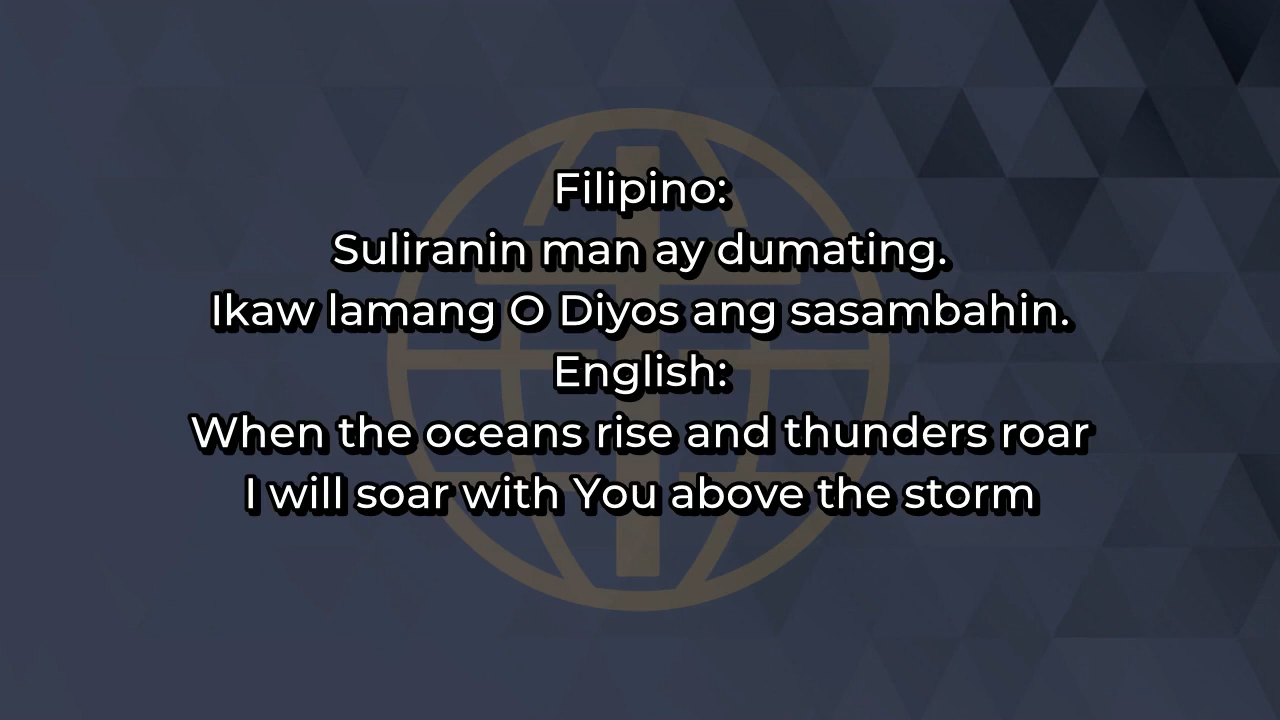 Filipino:
Suliranin man ay dumating.
Ikaw lamang O Diyos ang sasambahin.
English:
When the oceans rise and thunders roar
I will soar with You above the storm